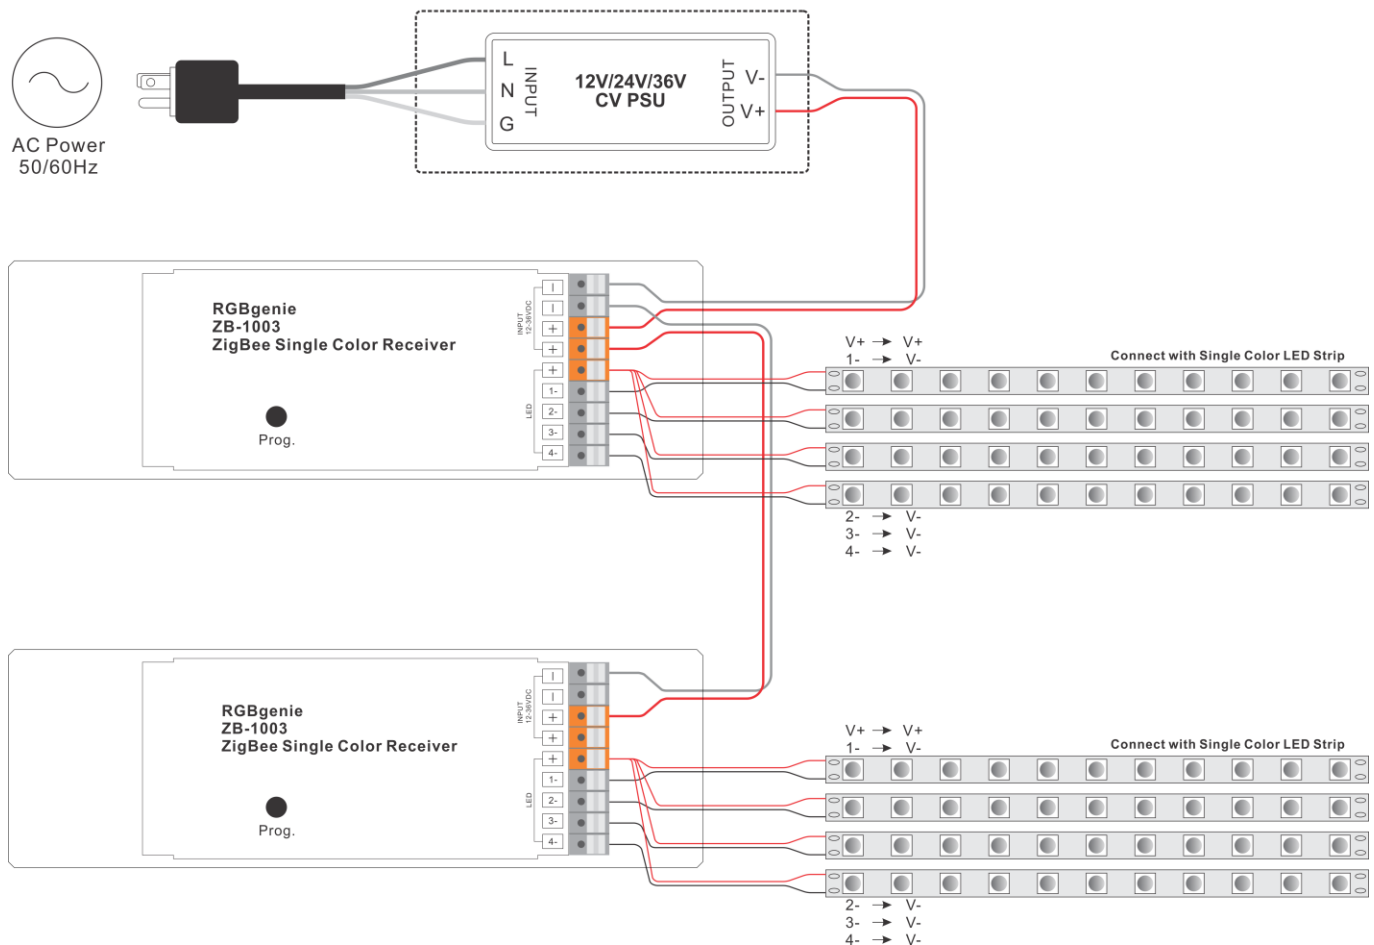 AC Power
50/60Hz
L
N
G
INPUT
12V/24V/36V
CV PSU
OUTPUT
V-
V+
RGBgenie
ZB-1003
ZigBee Single Color Receiver
Prog.
INPUT
12-36VDC
LED
-
-
+
+
+
1-
2-
3-
4-
V+ → V+
1- → V-
Connect with Single Color LED Strip
2- → V-
3- → V-
4- → V-
RGBgenie
ZB-1003
ZigBee Single Color Receiver
Prog.
INPUT
12-36VDC
LED
-
-
+
+
+
1-
2-
3-
4-
V+ → V+
1- → V-
Connect with Single Color LED Strip
2- → V-
3- → V-
4- → V-